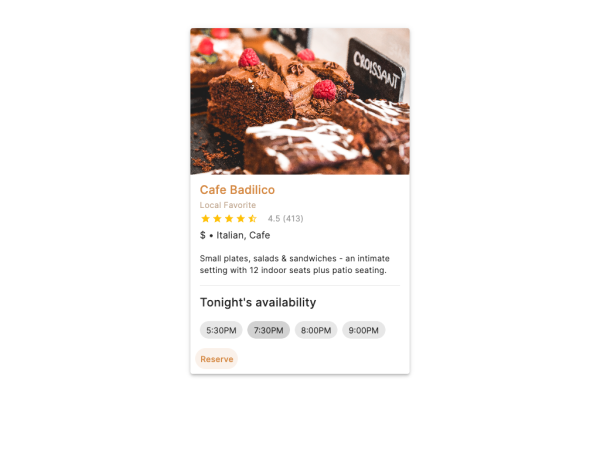 CROISSANT
Cafe Badilico
Local Favorite
4.5 (413)
$ • Italian, Cafe
Small plates, salads & sandwiches - an intimate
setting with 12 indoor seats plus patio seating.
Tonight's availability
5:30PM 7:30PM 8:00PM 9:00PM
Reserve